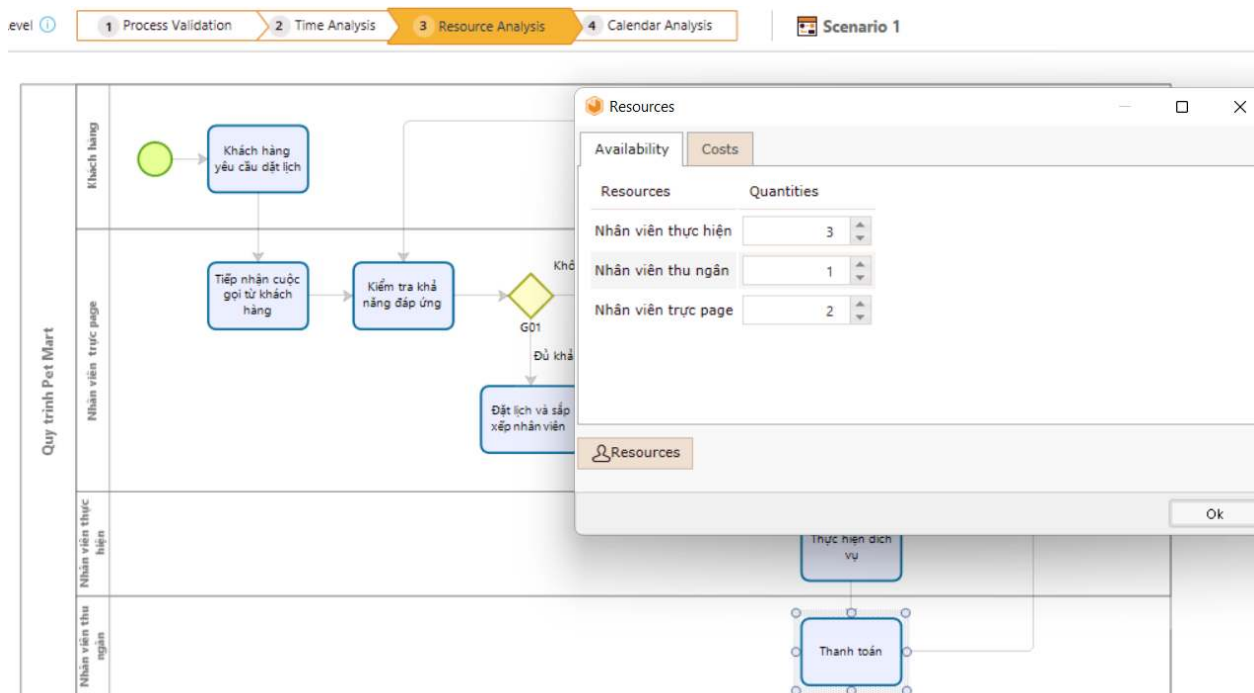 evel
1 Process Validation
2 Time Analysis
3 Resource Analysis
4 Calendar Analysis
Scenario 1
Resources
Availability
Costs
Resources
Quantities
Nhân viên thực hiện
3
Nhân viên thu ngân
1
Nhân viên trực page
2
Resources
Ok
Quy trình Pet Mart
Khách hàng
Khách hàng
yêu cầu đặt lịch
Nhân viên trực page
Tiếp nhận cuộc
gọi từ khách
hàng
Kiểm tra khả
năng đáp ứng
G01
Khô
Đủ khả
Đặt lịch và sắp
xếp nhân viên
Nhân viên thực
hiện
Thực hiện dịch
vụ
Nhân viên thu
ngân
Thanh toán